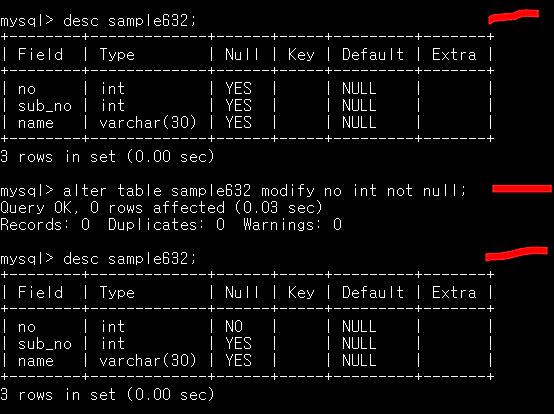 mysql> desc sample632;
+--------+-------------+------+-----+---------+-------+
| Field  | Type        | Null | Key | Default | Extra |
+--------+-------------+------+-----+---------+-------+
| no     | int         | YES  |     | NULL    |       |
| sub_no | int         | YES  |     | NULL    |       |
| name   | varchar(30) | YES  |     | NULL    |       |
+--------+-------------+------+-----+---------+-------+
3 rows in set (0.00 sec)
mysql> alter table sample632 modify no int not null;
Query OK, 0 rows affected (0.03 sec)
Records: 0  Duplicates: 0  Warnings: 0
mysql> desc sample632;
+--------+-------------+------+-----+---------+-------+
| Field  | Type        | Null | Key | Default | Extra |
+--------+-------------+------+-----+---------+-------+
| no     | int         | NO   |     | NULL    |       |
| sub_no | int         | YES  |     | NULL    |       |
| name   | varchar(30) | YES  |     | NULL    |       |
+--------+-------------+------+-----+---------+-------+
3 rows in set (0.00 sec)